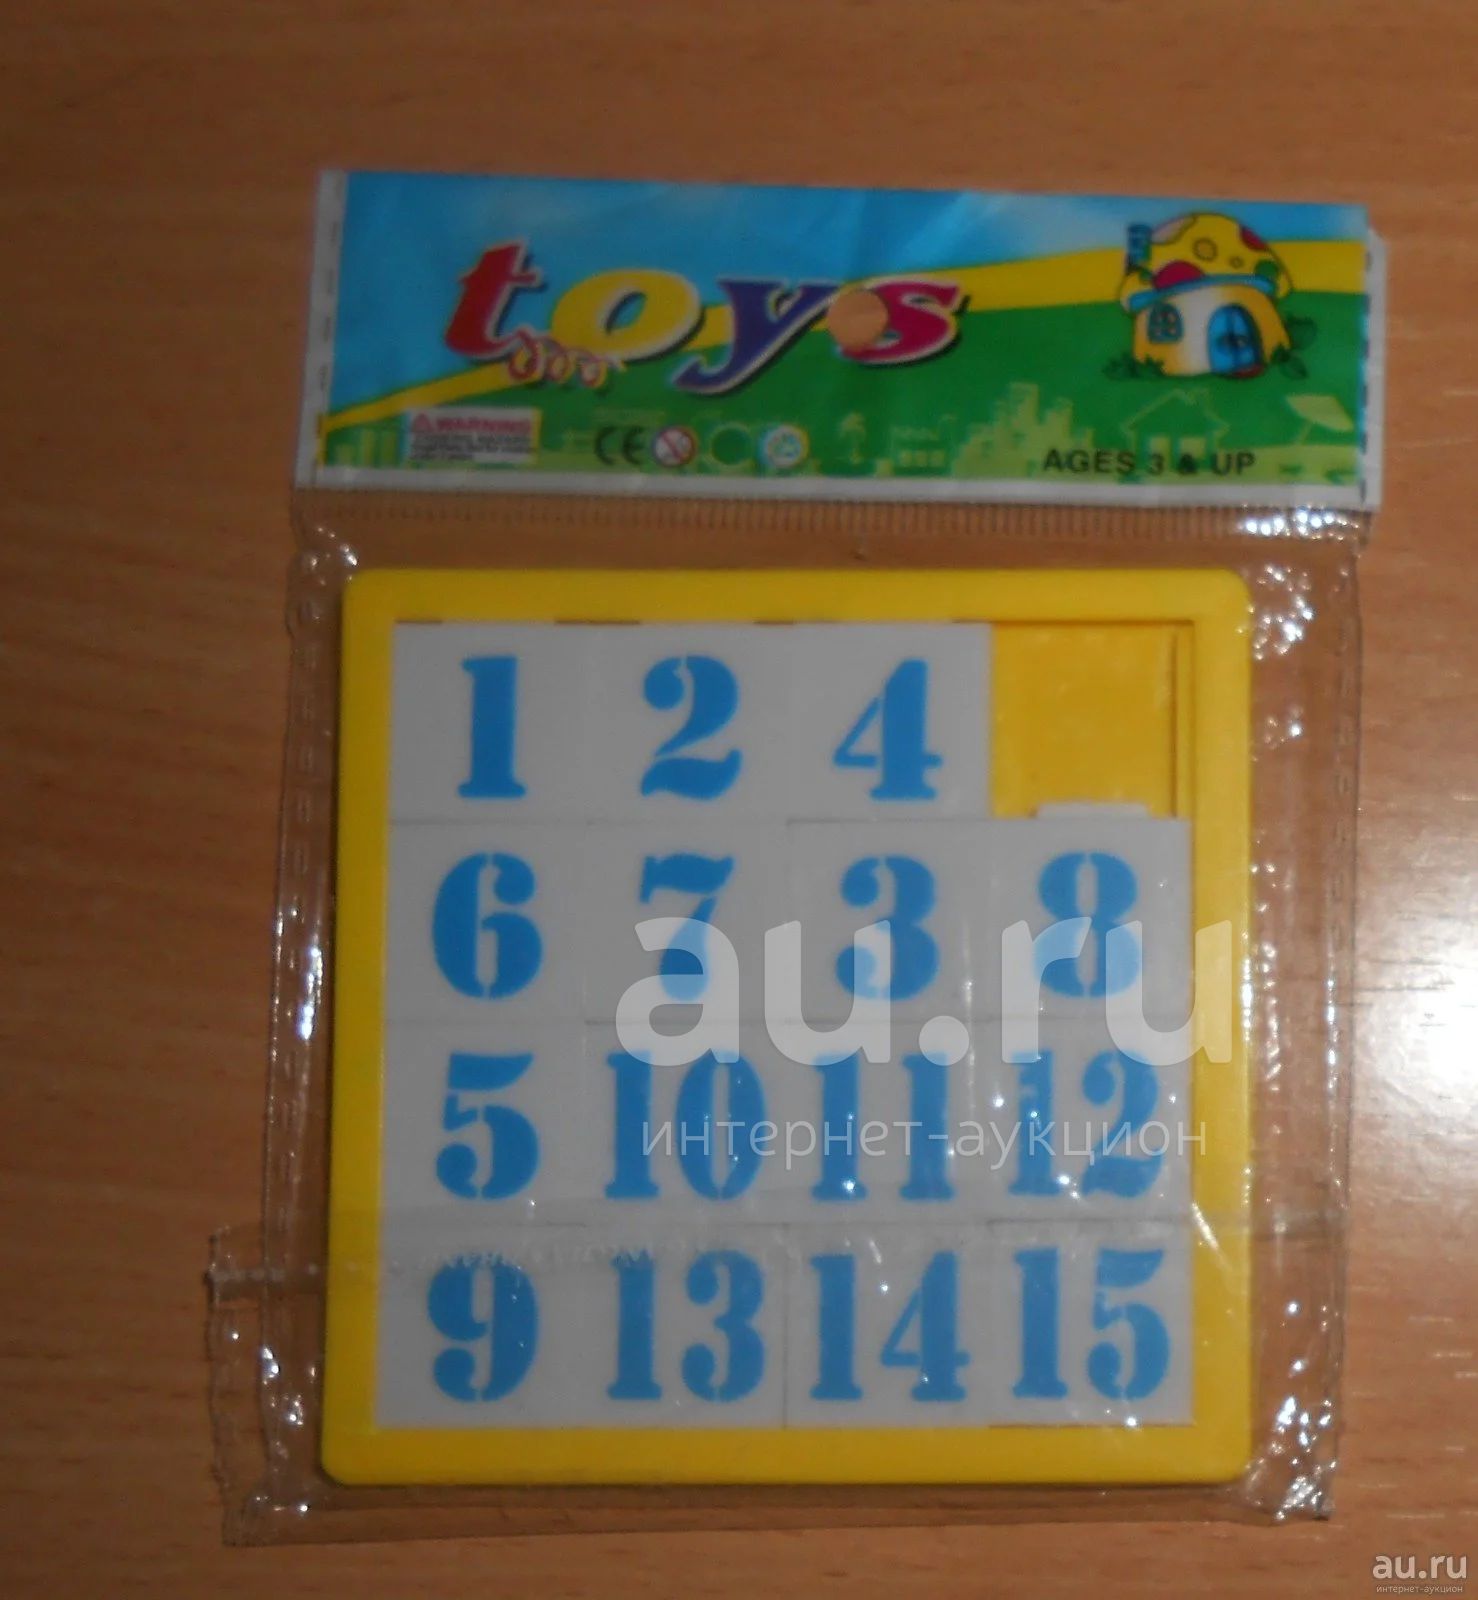 toys
WARNING
CE
AGES 3 & UP
1 2 4
6 7 3 8
5 10 11 12
9 13 14 15
au.ru
интернет-аукцион
au.ru
интернет-аукцион